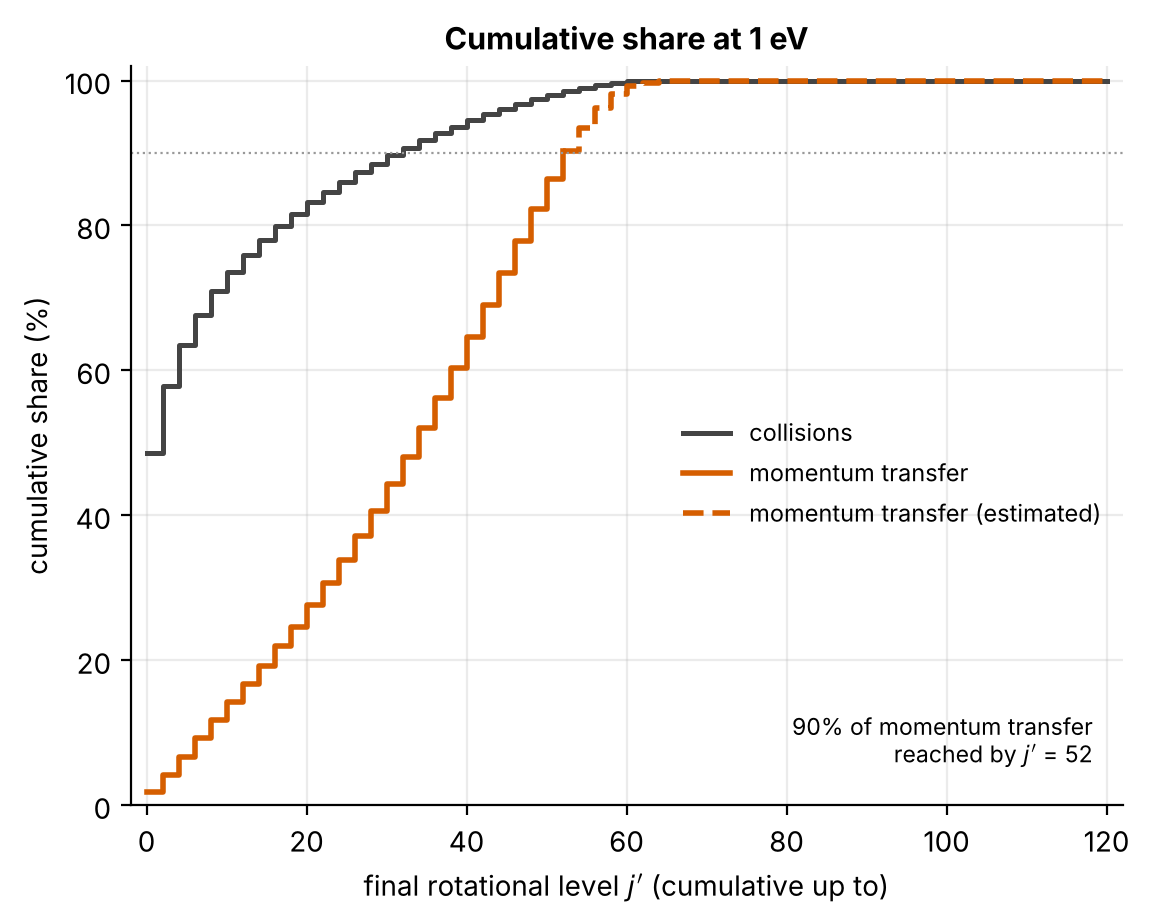 Cumulative share at 1 eV
cumulative share (%)
100
80
60
40
20
0
collisions
momentum transfer
momentum transfer (estimated)
90% of momentum transfer
reached by j′ = 52
0 20 40 60 80 100 120
final rotational level j′ (cumulative up to)